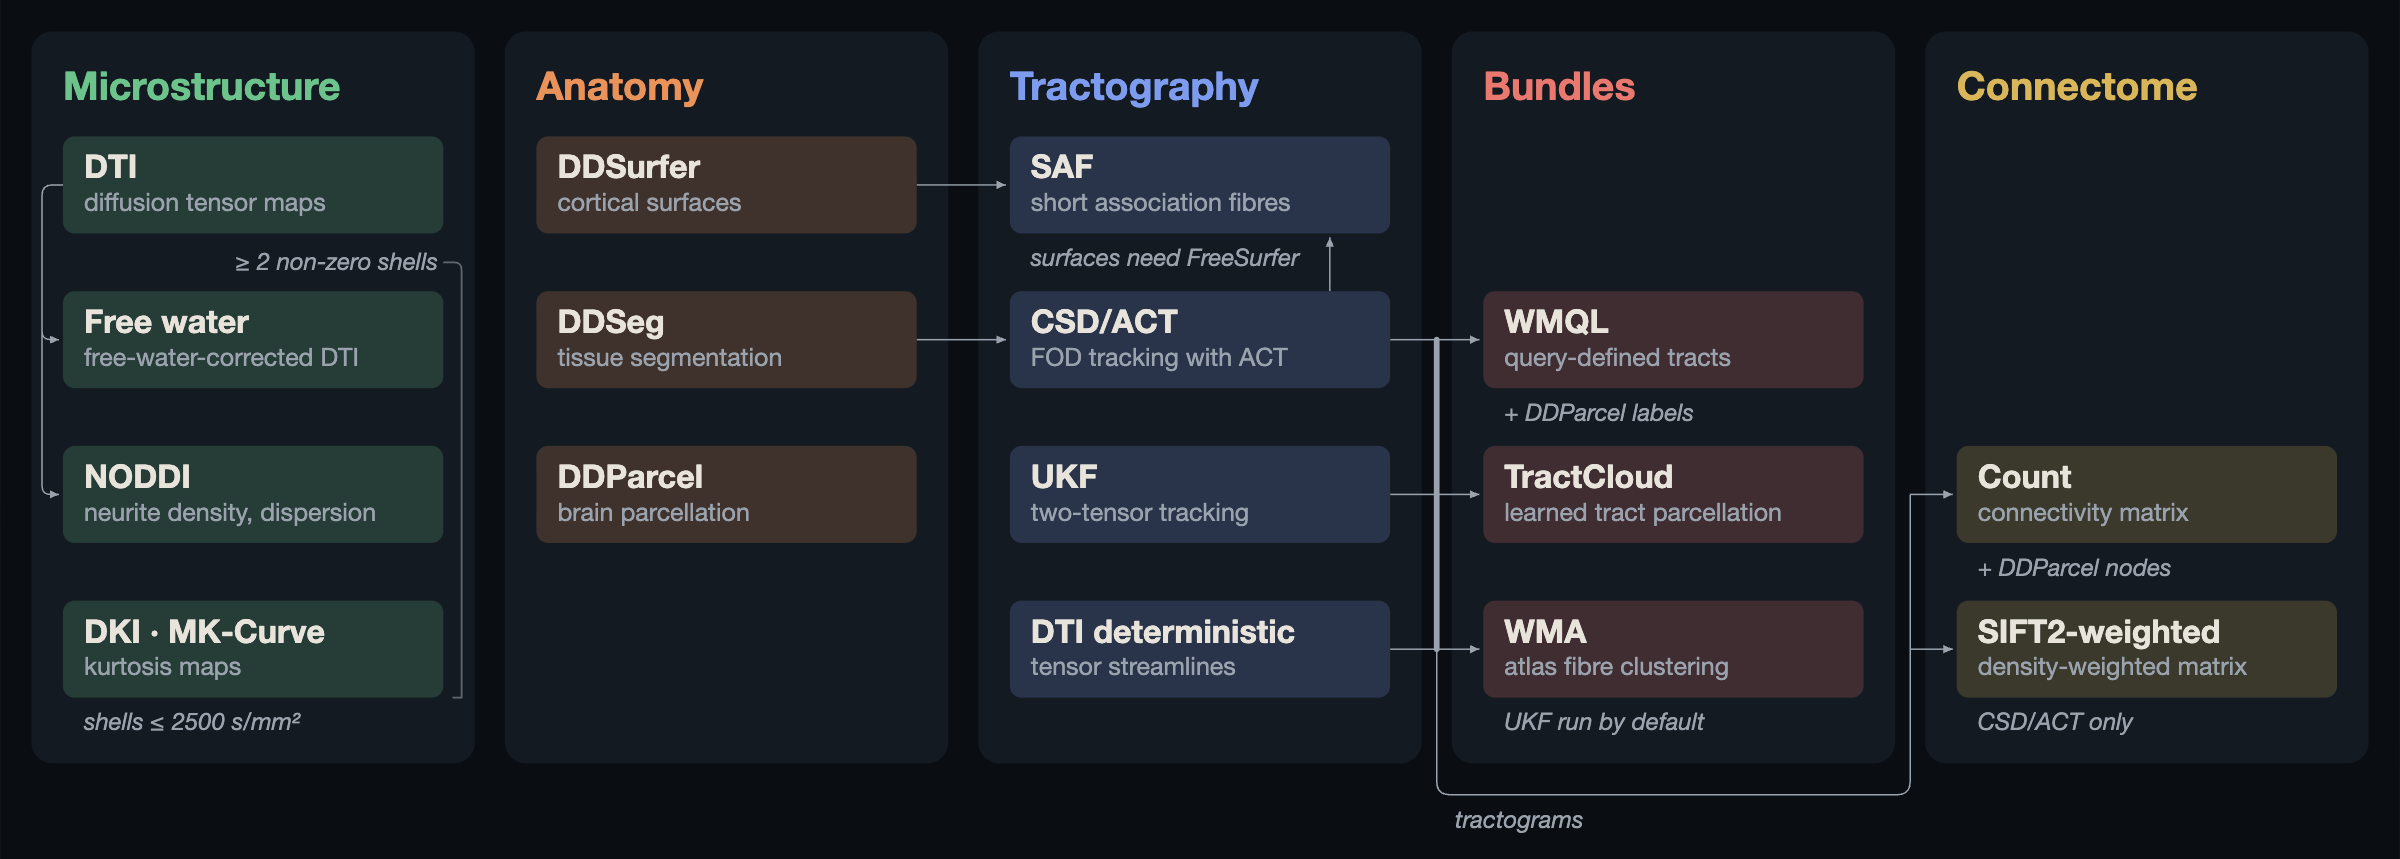 Microstructure
DTI
diffusion tensor maps
≥ 2 non-zero shells
Free water
free-water-corrected DTI
NODDI
neurite density, dispersion
DKI · MK-Curve
kurtosis maps
shells ≤ 2500 s/mm²
Anatomy
DDSurfer
cortical surfaces
DDSeg
tissue segmentation
DDParcel
brain parcellation
Tractography
SAF
short association fibres
surfaces need FreeSurfer
CSD/ACT
FOD tracking with ACT
UKF
two-tensor tracking
DTI deterministic
tensor streamlines
Bundles
WMQL
query-defined tracts
+ DDParcel labels
TractCloud
learned tract parcellation
WMA
atlas fibre clustering
UKF run by default
tractograms
Connectome
Count
connectivity matrix
+ DDParcel nodes
SIFT2-weighted
density-weighted matrix
CSD/ACT only